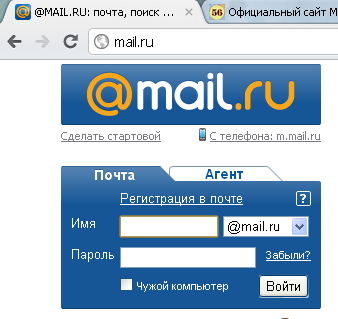 @MAIL.RU: почта, поиск ... × 56 Официальный сайт М
mail.ru
@mail.ru
Сделать стартовой С телефона: m.mail.ru
Почта Агент
Регистрация в почте ?
Имя @mail.ru
Пароль Забыли?
Чужой компьютер Войти